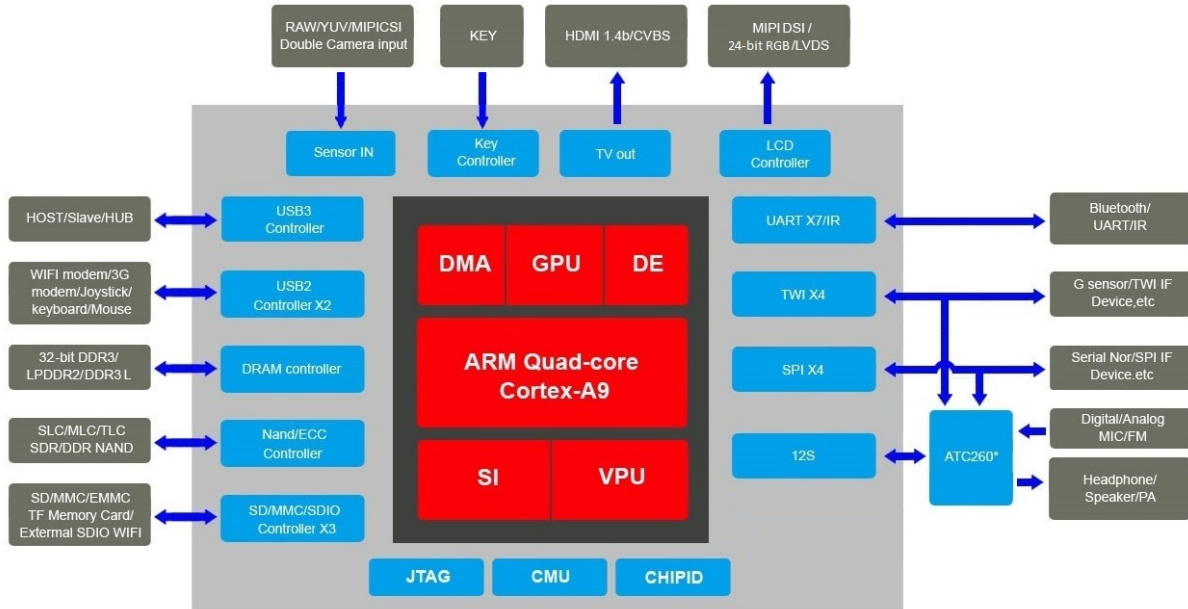 RAW/YUV/MIPICSI
Double Camera input
KEY
HDMI 1.4b/CVBS
MIPI DSI /
24-bit RGB/LVDS
Sensor IN
Key
Controller
TV out
LCD
Controller
HOST/Slave/HUB
USB3
Controller
WIFI modem/3G
modem/Joystick/
keyboard/Mouse
USB2
Controller X2
32-bit DDR3/
LPDDR2/DDR3 L
DRAM controller
SLC/MLC/TLC
SDR/DDR NAND
Nand/ECC
Controller
SD/MMC/EMMC
TF Memory Card/
Extermal SDIO WIFI
SD/MMC/SDIO
Controller X3
DMA
GPU
DE
ARM Quad-core
Cortex-A9
SI
VPU
UART X7/IR
Bluetooth/
UART/IR
TWI X4
G sensor/TWI IF
Device,etc
SPI X4
Serial Nor/SPI IF
Device.etc
12S
ATC260*
Digital/Analog
MIC/FM
Headphone/
Speaker/PA
JTAG
CMU
CHIPID